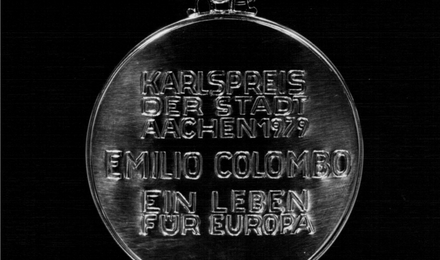 KARLSPREIS
DER STADT
AACHEN 1979
EMILIO COLOMBO
EIN LEBEN
FÜR EUROPA